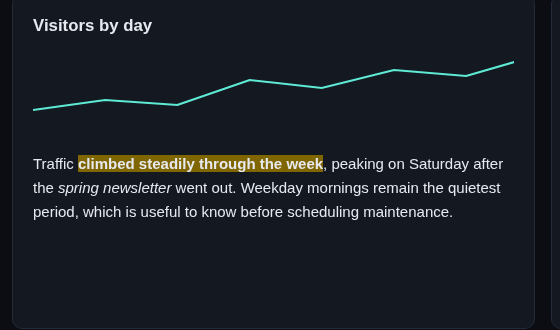 Visitors by day
Traffic climbed steadily through the week, peaking on Saturday after
the spring newsletter went out. Weekday mornings remain the quietest
period, which is useful to know before scheduling maintenance.